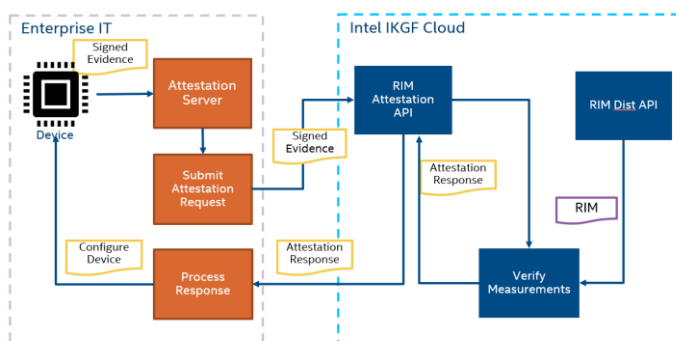 Enterprise IT
Intel IKGF Cloud
Signed
Evidence
Device
Attestation
Server
Submit
Attestation
Request
Signed
Evidence
RIM
Attestation
API
RIM Dist API
Attestation
Response
RIM
Configure
Device
Process
Response
Attestation
Response
Verify
Measurements